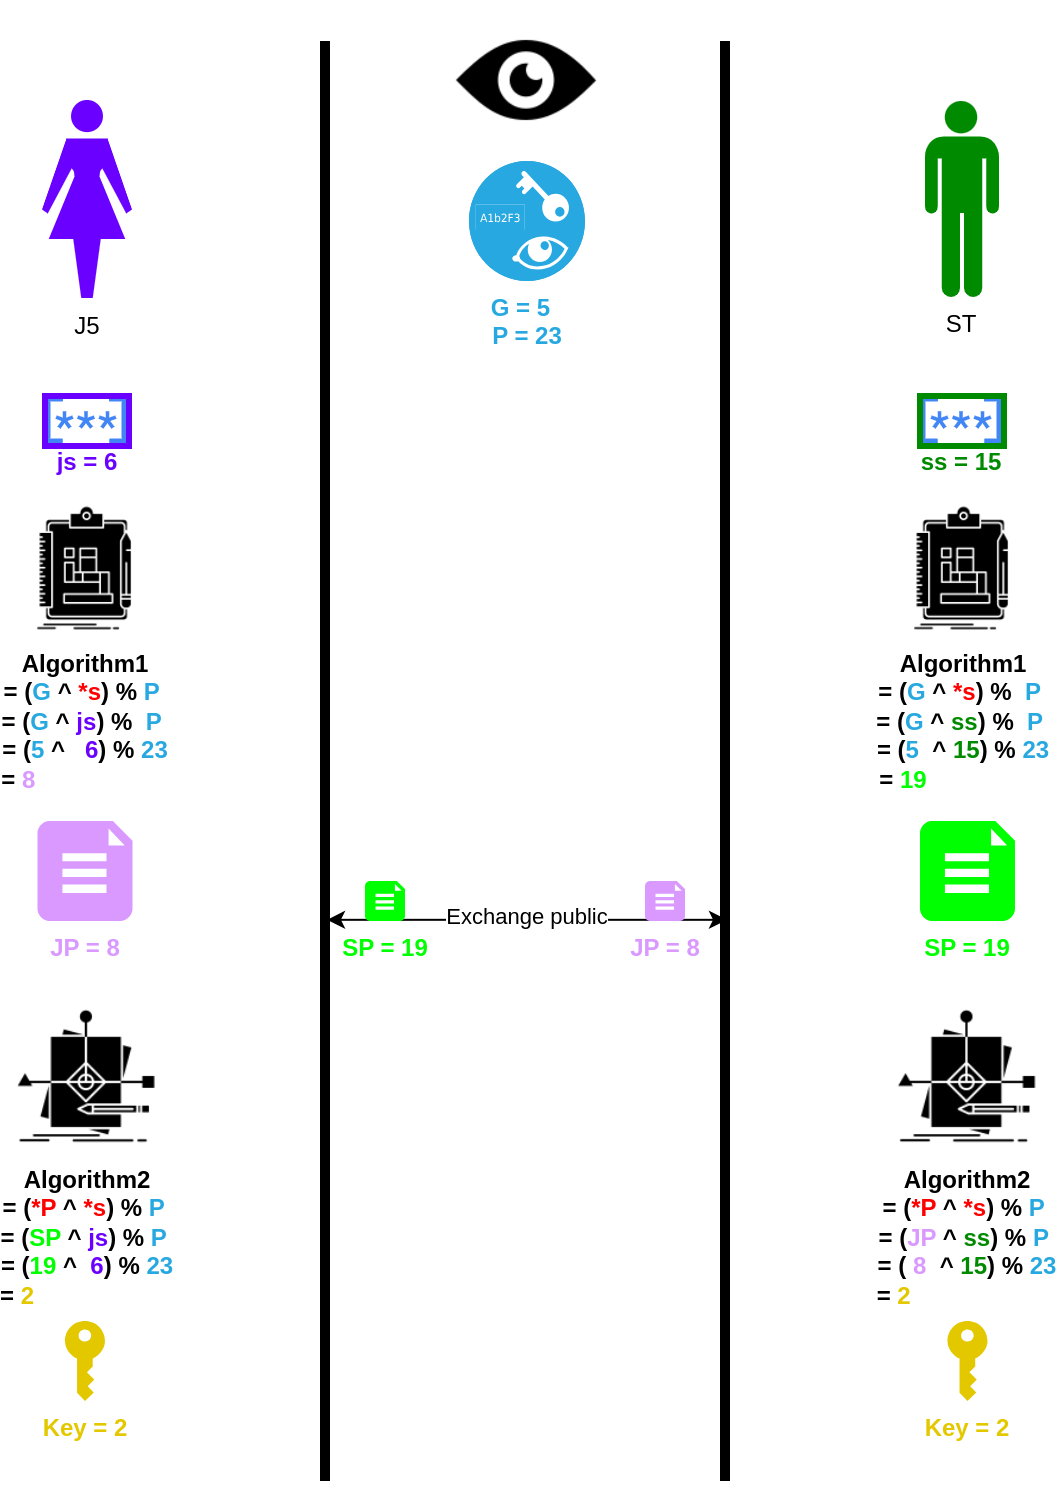 A1b2F3
G = 5
P = 23
J5
ST
***
js = 6
***
ss = 15
Algorithm1
= (G ^ *s) % P
= (G ^ js) % P
= (5 ^ 6) % 23
= 8
Algorithm1
= (G ^ *s) % P
= (G ^ ss) % P
= (5 ^ 15) % 23
= 19
JP = 8
Exchange public
SP = 19
JP = 8
SP = 19
Algorithm2
= (*P ^ *s) % P
= (SP ^ js) % P
= (19 ^ 6) % 23
= 2
Algorithm2
= (*P ^ *s) % P
= (JP ^ ss) % P
= ( 8 ^ 15) % 23
= 2
Key = 2
Key = 2